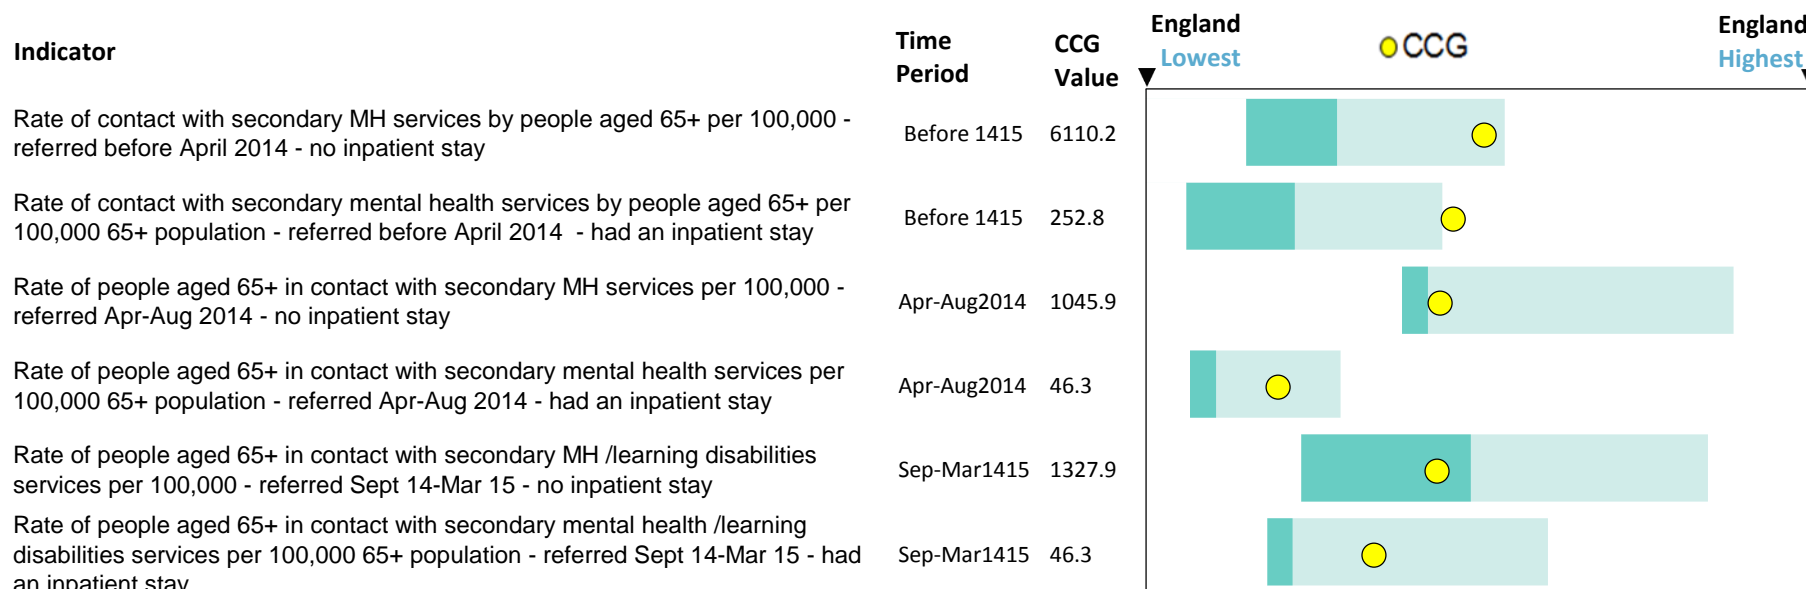 Indicator
Time Period
CCG Value
England Lowest
CCG
England Highest
Rate of contact with secondary MH services by people aged 65+ per 100,000 -
referred before April 2014 - no inpatient stay
Before 1415 6110.2
Rate of contact with secondary mental health services by people aged 65+ per
100,000 65+ population - referred before April 2014  - had an inpatient stay
Before 1415 252.8
Rate of people aged 65+ in contact with secondary MH services per 100,000 -
referred Apr-Aug 2014 - no inpatient stay
Apr-Aug2014 1045.9
Rate of people aged 65+ in contact with secondary mental health services per
100,000 65+ population - referred Apr-Aug 2014 - had an inpatient stay
Apr-Aug2014 46.3
Rate of people aged 65+ in contact with secondary MH /learning disabilities
services per 100,000 - referred Sept 14-Mar 15 - no inpatient stay
Sep-Mar1415 1327.9
Rate of people aged 65+ in contact with secondary mental health /learning
disabilities services per 100,000 65+ population - referred Sept 14-Mar 15 - had
an inpatient stay
Sep-Mar1415 46.3